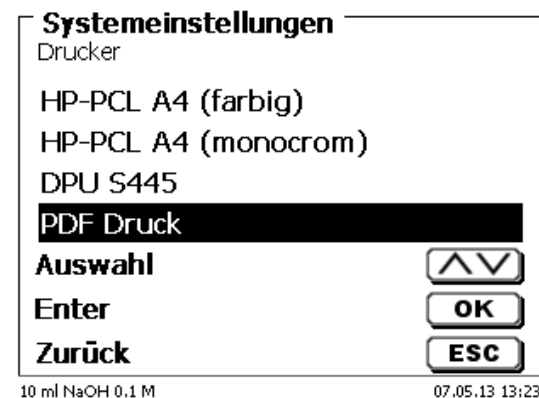 Systemeinstellungen
Drucker
HP-PCL A4 (farbig)
HP-PCL A4 (monocrom)
DPU S445
PDF Druck
Auswahl
Enter OK
Zurück ESC
10 ml NaOH 0.1 M 07.05.13 13:23